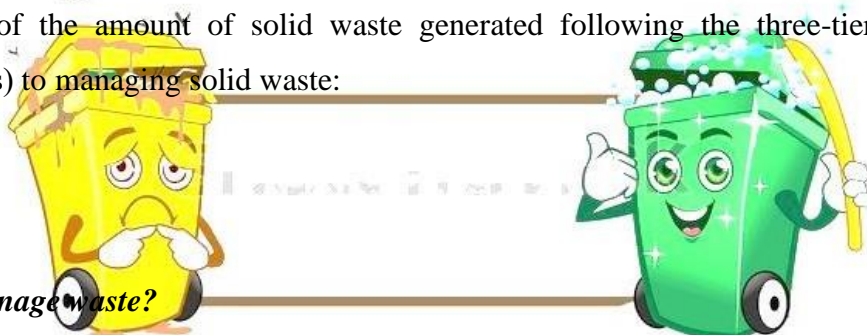 of the amount of solid waste generated following the three-tier
s) to managing solid waste:
nage waste?